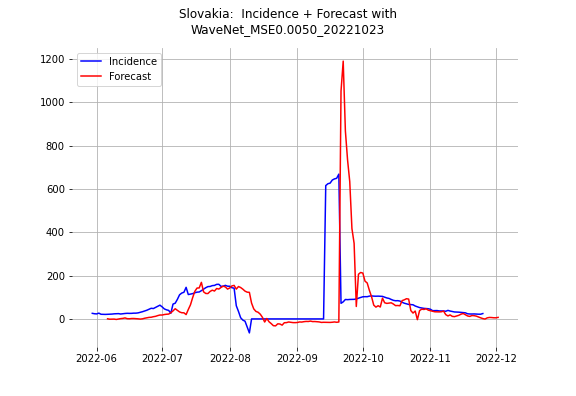 Slovakia:  Incidence + Forecast with
WaveNet_MSE0.0050_20221023
Incidence
Forecast
1200
1000
800
600
400
200
0
2022-06 2022-07 2022-08 2022-09 2022-10 2022-11 2022-12